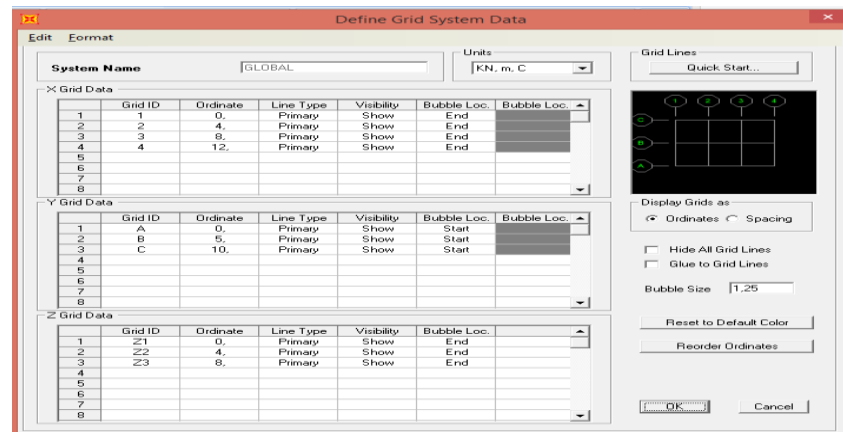 Define Grid System Data
Edit Format
System Name GLOBAL
Units
KN, m, C
Grid Lines
Quick Start...
X Grid Data
Grid ID Ordinate Line Type Visibility Bubble Loc. Bubble Loc.
1 1 0, Primary Show End
2 2 4, Primary Show End
3 3 8, Primary Show End
4 4 12, Primary Show End
5
6
7
8
1 2 3 4
C
B
A
Y Grid Data
Grid ID Ordinate Line Type Visibility Bubble Loc. Bubble Loc.
1 A 0, Primary Show Start
2 B 5, Primary Show Start
3 C 10, Primary Show Start
4
5
6
7
8
Display Grids as
Ordinates Spacing
Hide All Grid Lines
Glue to Grid Lines
Bubble Size 1,25
Z Grid Data
Grid ID Ordinate Line Type Visibility Bubble Loc.
1 Z1 0, Primary Show End
2 Z2 4, Primary Show End
3 Z3 8, Primary Show End
4
5
6
7
8
Reset to Default Color
Reorder Ordinates
OK Cancel